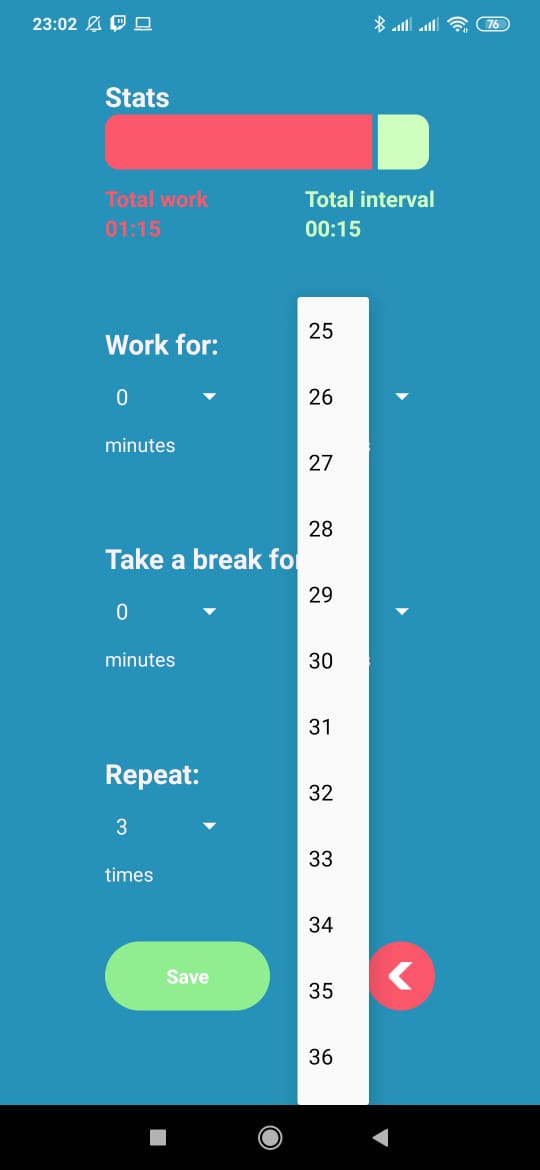 23:02
76
Stats
Total work
Total interval
01:15
00:15
Work for:
0
minutes
Take a break for
0
minutes
Repeat:
3
times
Save
25
26
27
28
29
30
31
32
33
34
35
36